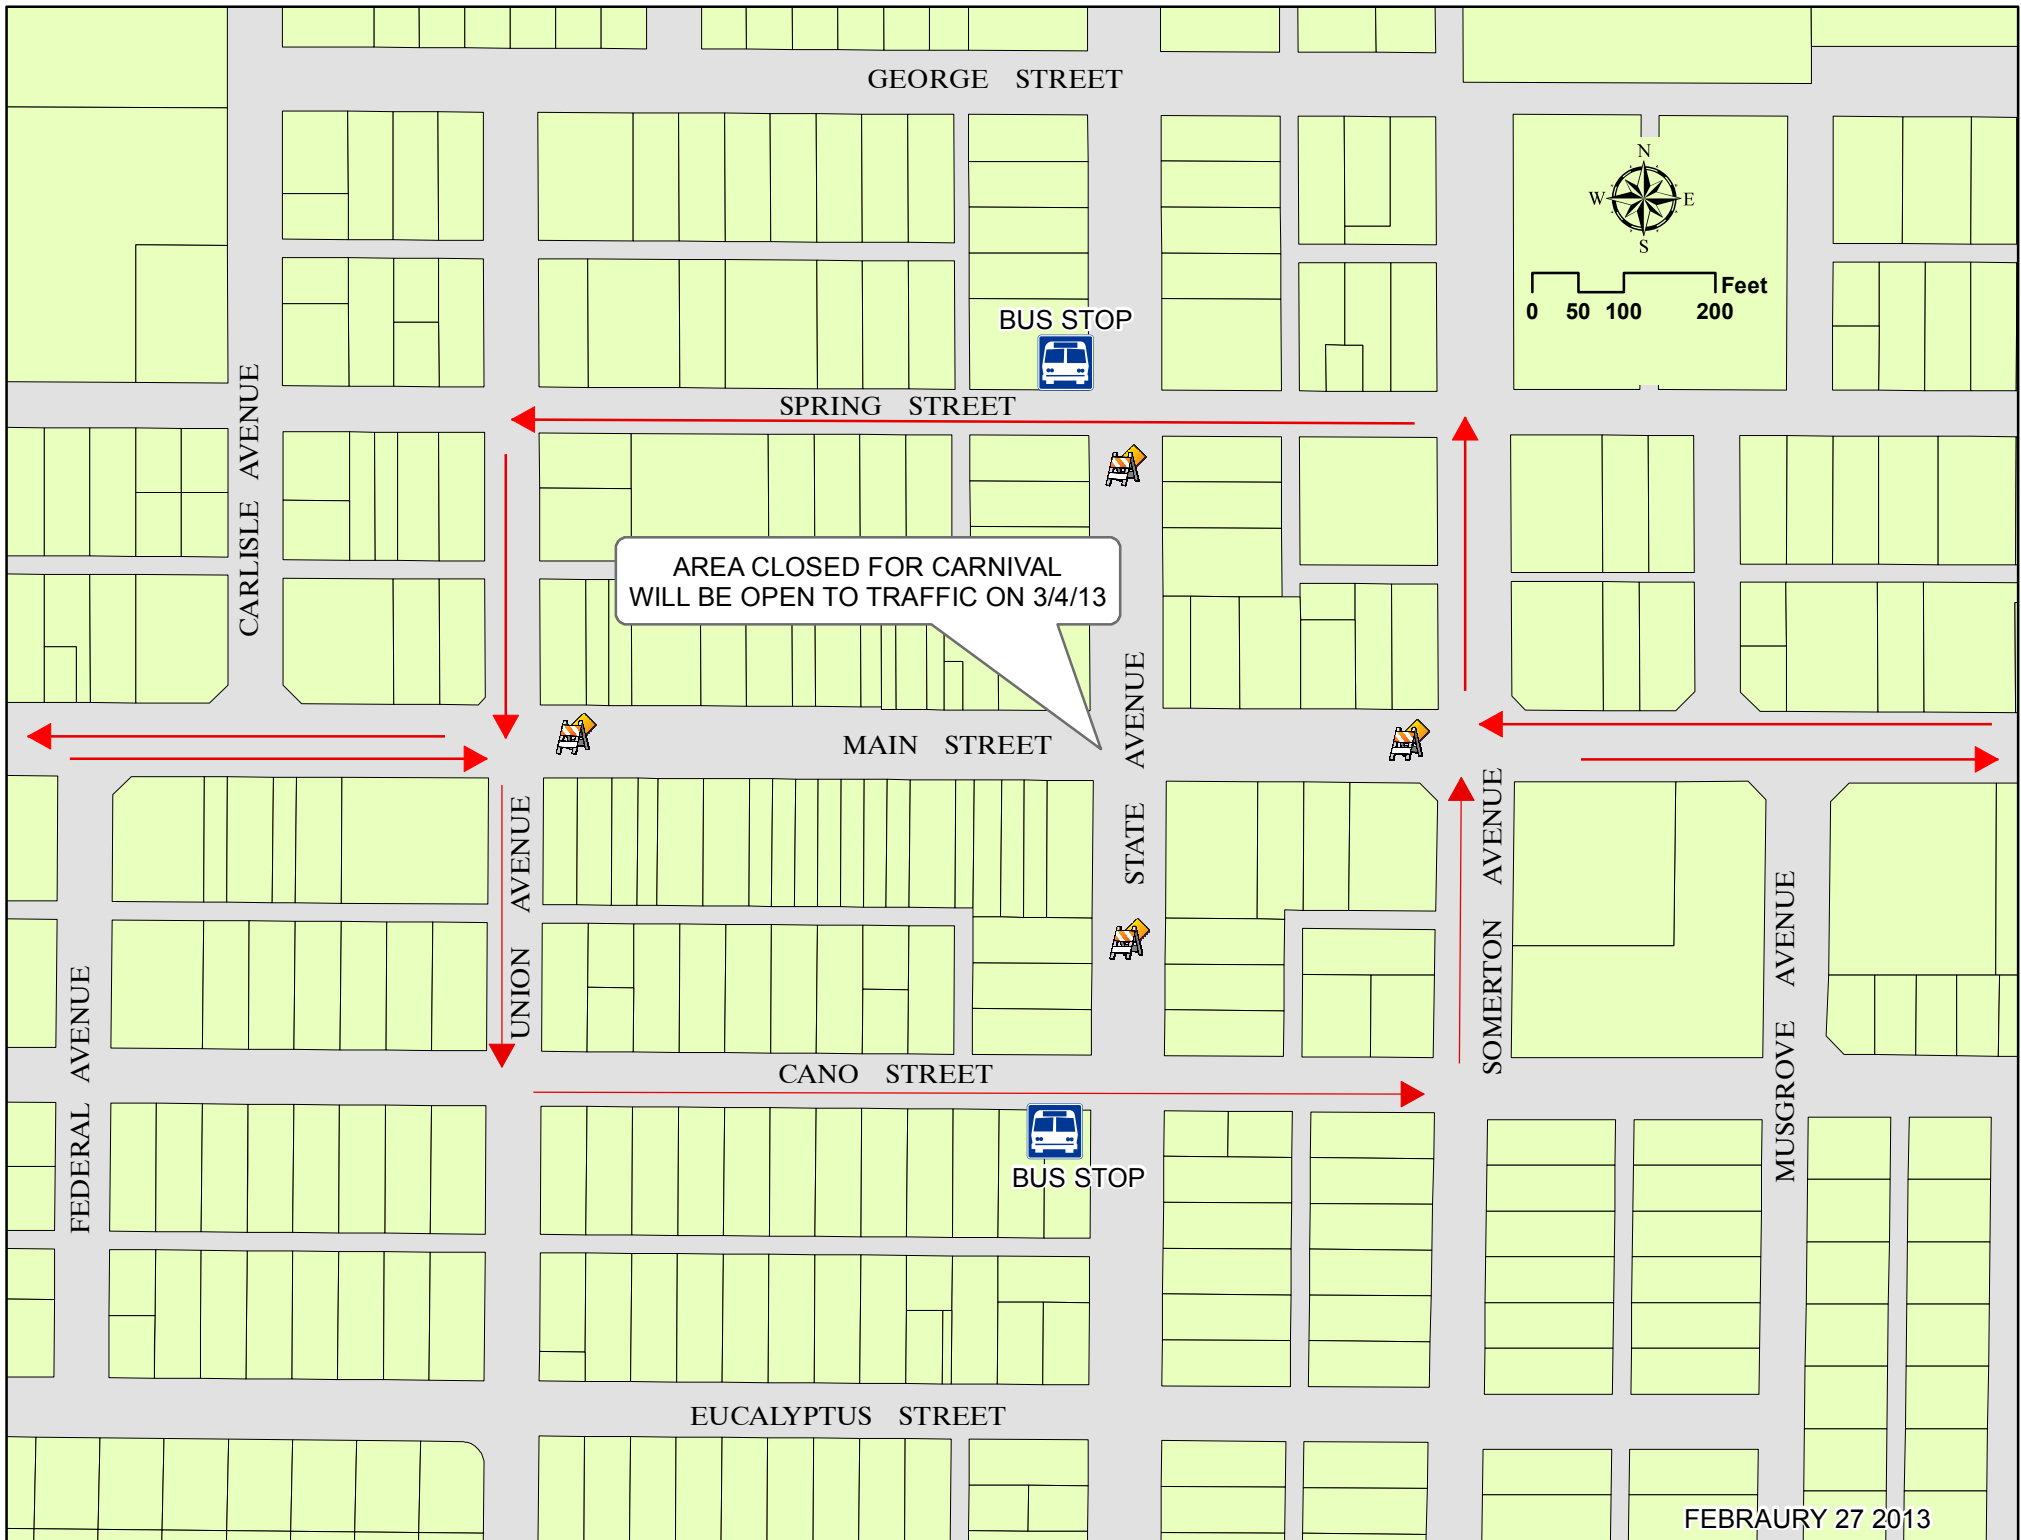 GEORGE STREET
N
W E
S
Feet
0 50 100 200
BUS STOP
SPRING STREET
CARLISLE AVENUE
AREA CLOSED FOR CARNIVAL
WILL BE OPEN TO TRAFFIC ON 3/4/13
MAIN STREET
STATE AVENUE
UNION AVENUE
SOMERTON AVENUE
MUSGROVE AVENUE
FEDERAL AVENUE
CANO STREET
BUS STOP
EUCALYPTUS STREET
FEBRAURY 27 2013